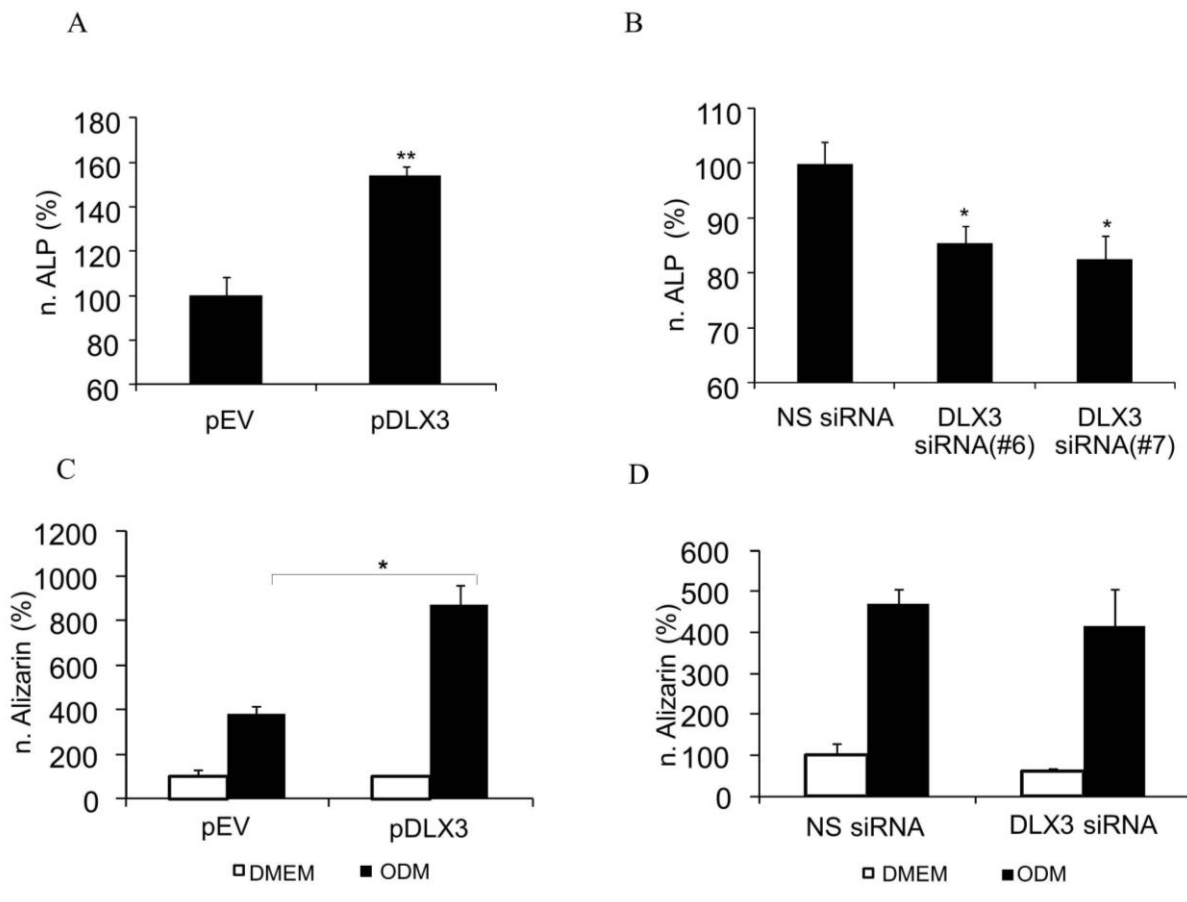 A
n. ALP (%)
180
160
140
120
100
80
60
**
pEV pDLX3
B
n. ALP (%)
110
100
90
80
70
60
*
*
NS siRNA DLX3 DLX3
siRNA(#6) siRNA(#7)
C
n. Alizarin (%)
1200
1000
800
600
400
200
0
*
pEV pDLX3
DMEM ODM
D
n. Alizarin (%)
600
500
400
300
200
100
0
NS siRNA DLX3 siRNA
DMEM ODM